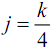 j = k/4